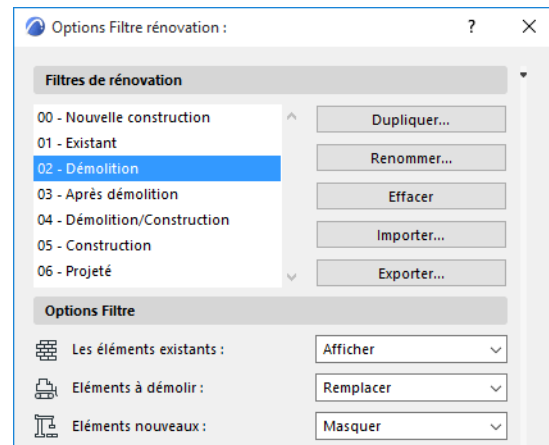 Options Filtre rénovation :
?
Filtres de rénovation
00 - Nouvelle construction
01 - Existant
02 - Démolition
03 - Après démolition
04 - Démolition/Construction
05 - Construction
06 - Projeté
Dupliquer...
Renommer...
Effacer
Importer...
Exporter...
Options Filtre
Les éléments existants : Afficher
Eléments à démolir : Remplacer
Eléments nouveaux : Masquer